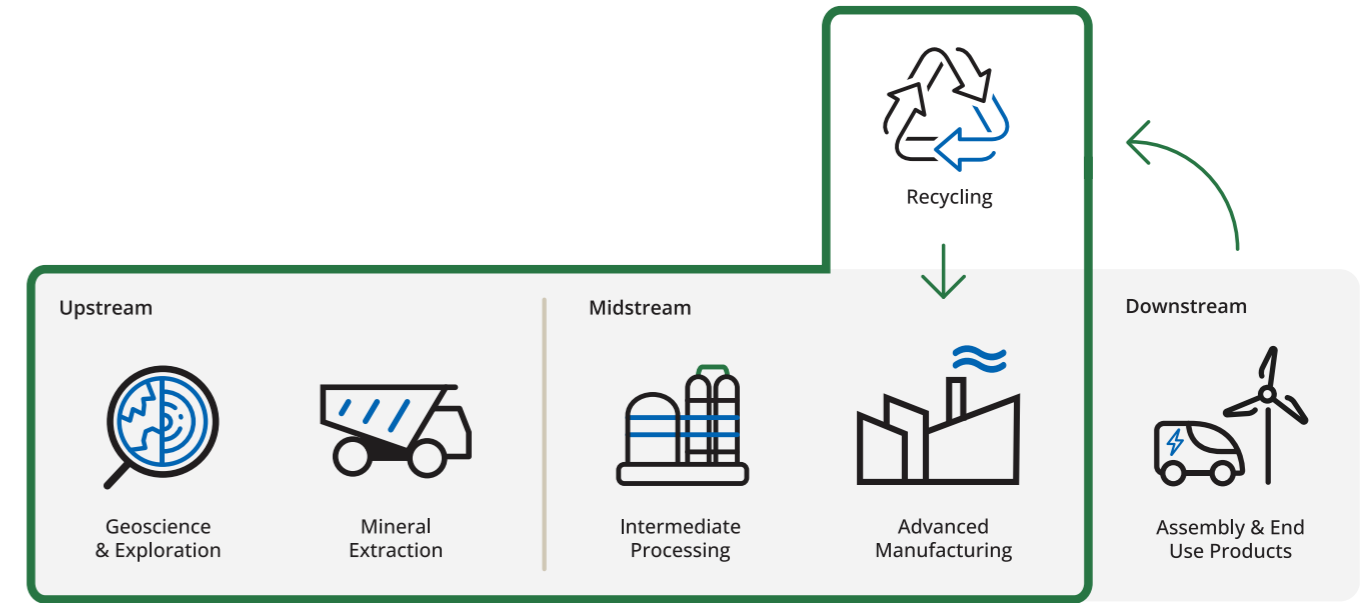 Recycling
Upstream
Midstream
Downstream
Geoscience
& Exploration
Mineral
Extraction
Intermediate
Processing
Advanced
Manufacturing
Assembly & End
Use Products